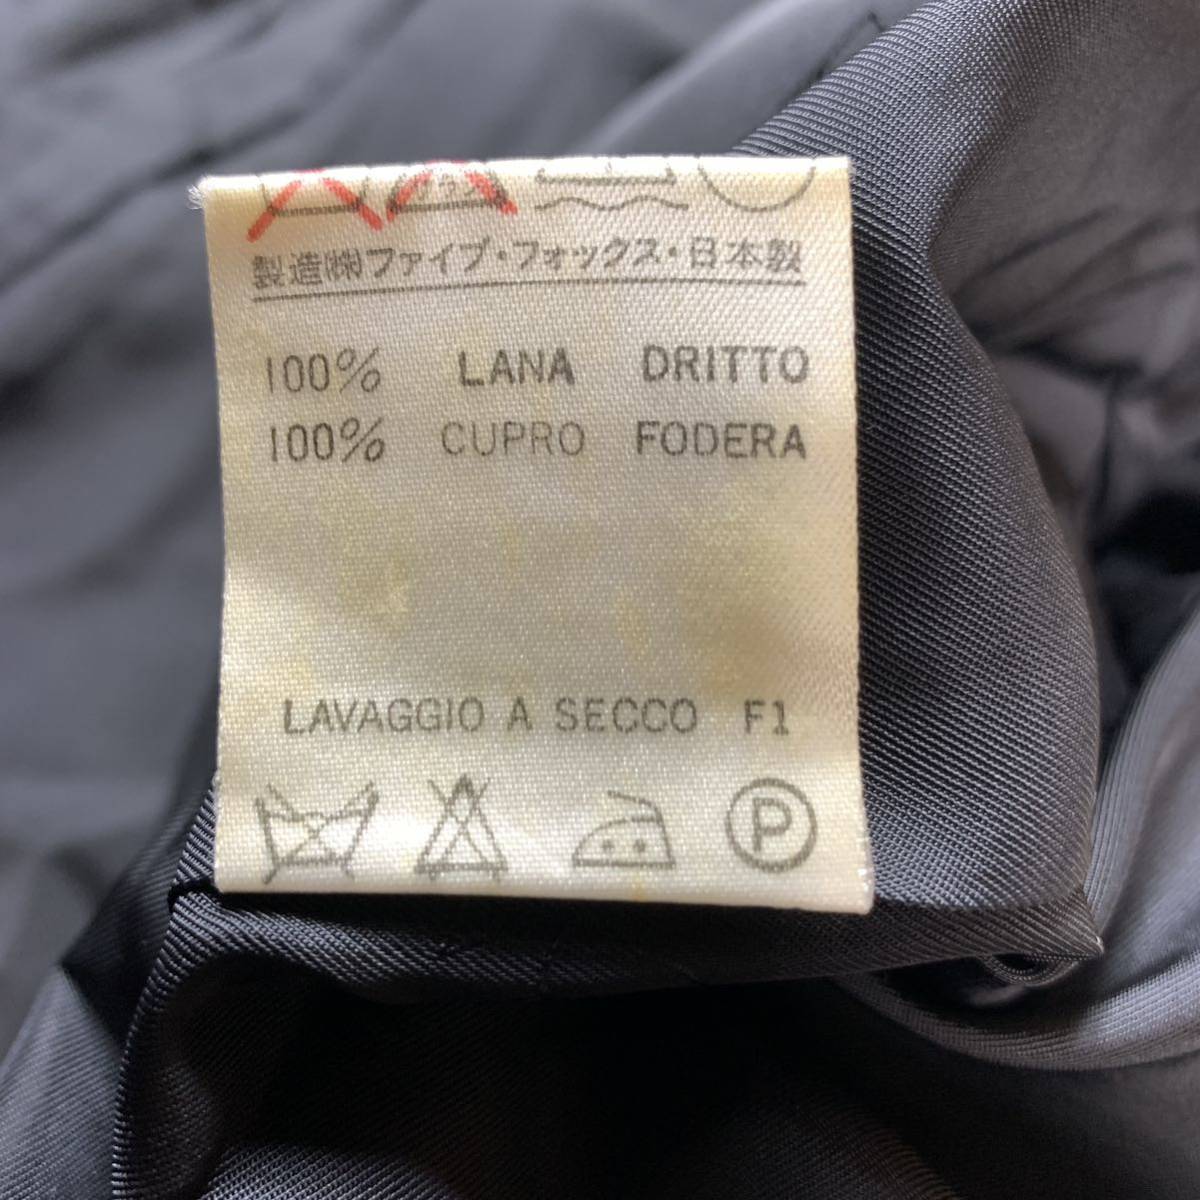 製造㈱ファイブ・フォックス・日本製
100% LANA DRITTO
100% CUPRO FODERA
LAVAGGIO A SECCO F1
P